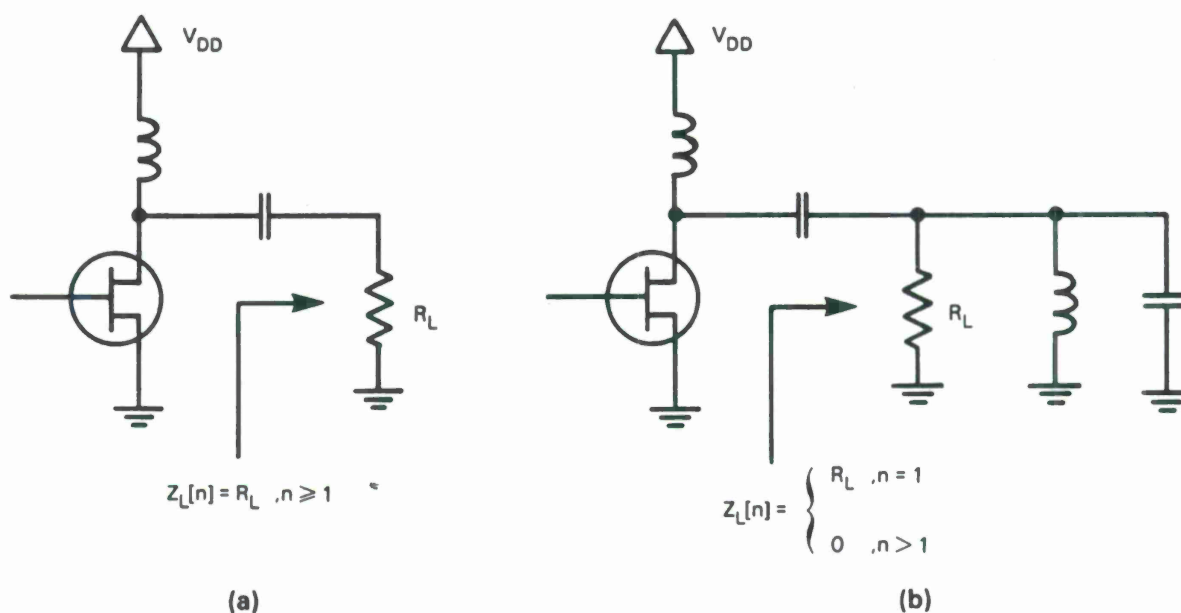 V_DD
R_L
Z_L[n] = R_L , n ≥ 1
(a)
V_DD
R_L
Z_L[n] = { R_L , n = 1
0 , n > 1
(b)